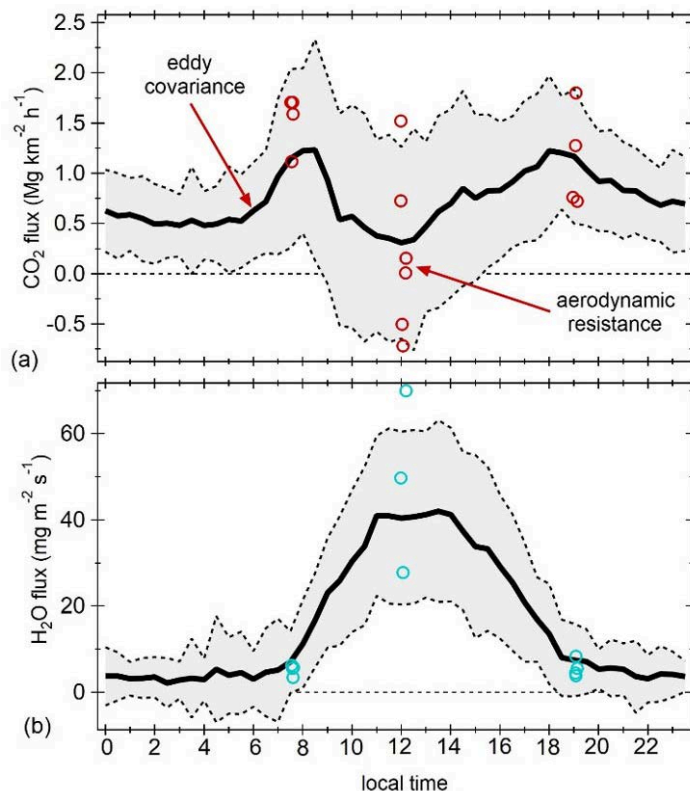 2.5
2.0
eddy
covariance
1.5
1.0
0.5
0.0
-0.5
CO2 flux (Mg km-2 h-1)
aerodynamic
resistance
(a)
60
40
20
0
H2O flux (mg m-2 s-1)
(b)
0 2 4 6 8 10 12 14 16 18 20 22
local time